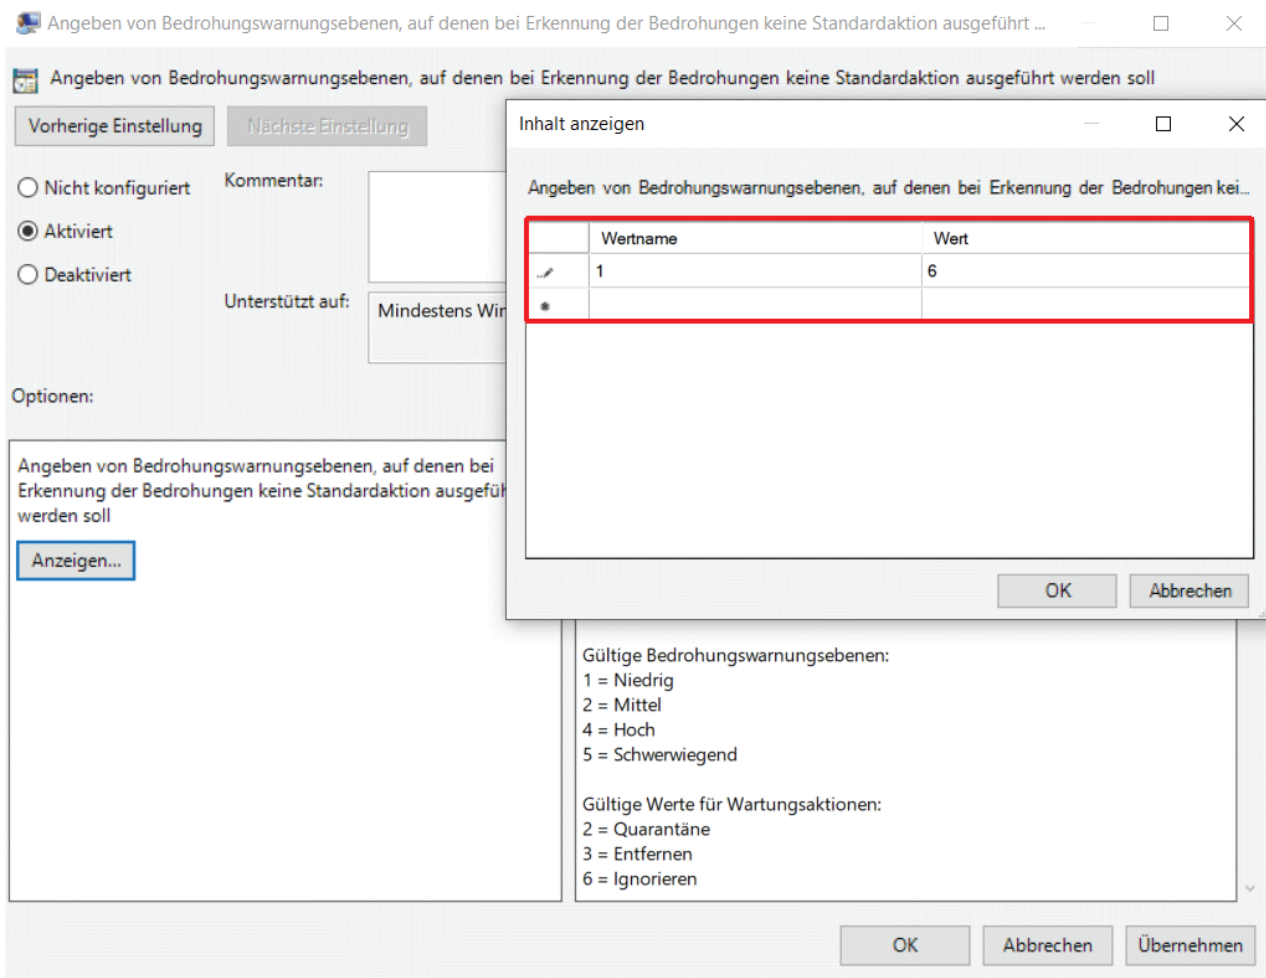 Angeben von Bedrohungswarnungsebenen, auf denen bei Erkennung der Bedrohungen keine Standardaktion ausgeführt ...
Angeben von Bedrohungswarnungsebenen, auf denen bei Erkennung der Bedrohungen keine Standardaktion ausgeführt werden soll
Vorherige Einstellung
Nächste Einstellung
Nicht konfiguriert
Aktiviert
Deaktiviert
Kommentar:
Unterstützt auf:
Mindestens Wir
Optionen:
Angeben von Bedrohungswarnungsebenen, auf denen bei
Erkennung der Bedrohungen keine Standardaktion ausgefüh
werden soll
Anzeigen...
Inhalt anzeigen
Angeben von Bedrohungswarnungsebenen, auf denen bei Erkennung der Bedrohungen kei...
Wertname Wert
1 6
OK Abbrechen
Gültige Bedrohungswarnungsebenen:
1 = Niedrig
2 = Mittel
4 = Hoch
5 = Schwerwiegend
Gültige Werte für Wartungsaktionen:
2 = Quarantäne
3 = Entfernen
6 = Ignorieren
OK Abbrechen Übernehmen